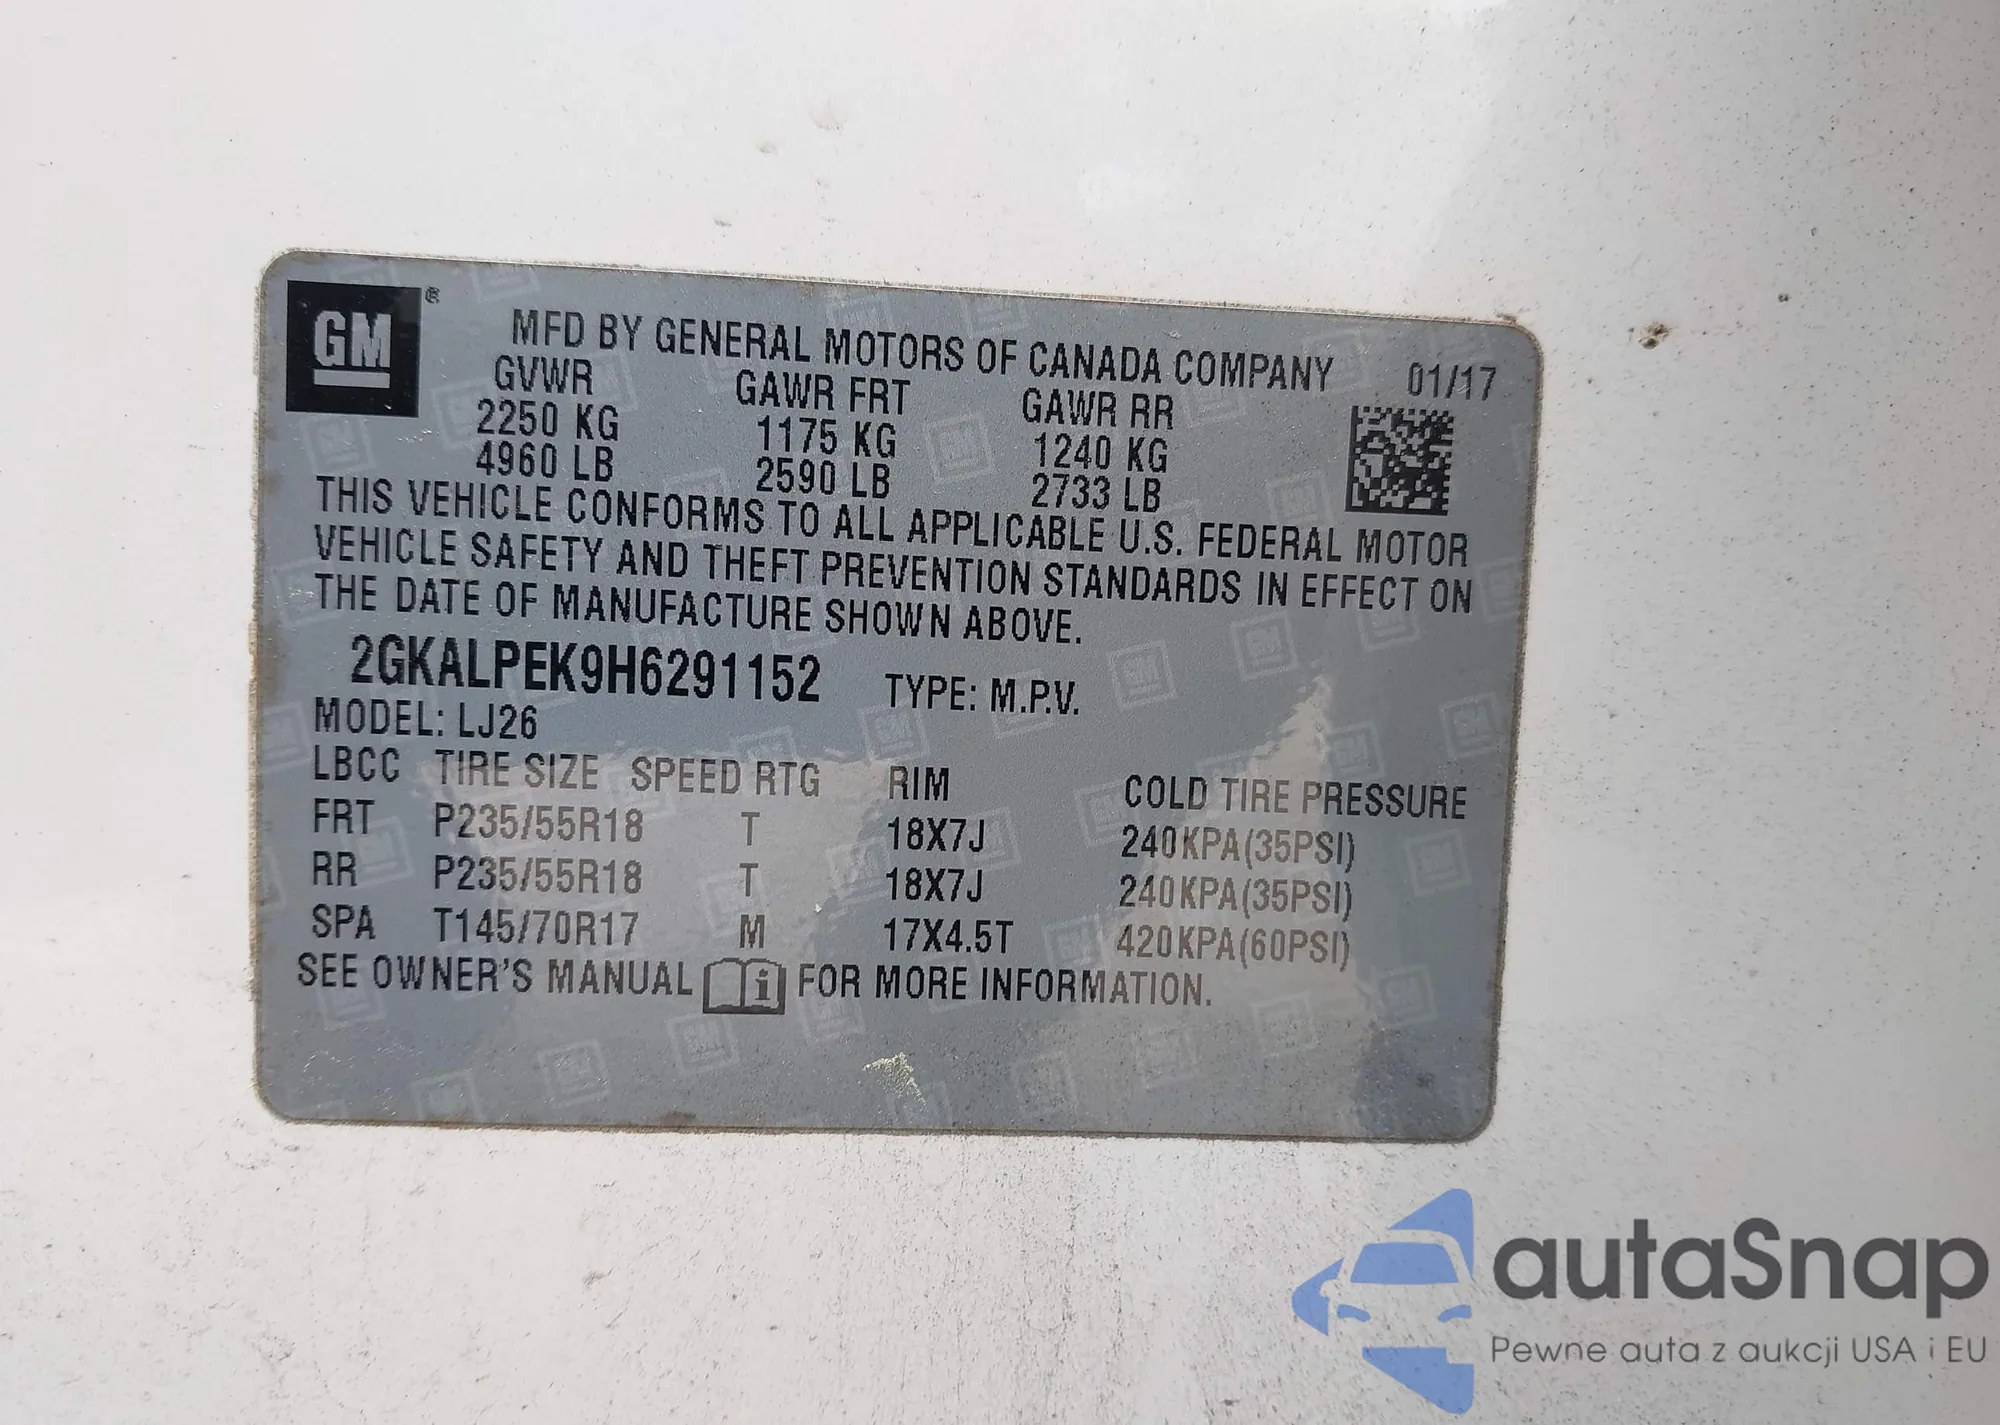 GM ®
MFD BY GENERAL MOTORS OF CANADA COMPANY 01/17
GVWR GAWR FRT GAWR RR
2250 KG 1175 KG 1240 KG
4960 LB 2590 LB 2733 LB
THIS VEHICLE CONFORMS TO ALL APPLICABLE U.S. FEDERAL MOTOR
VEHICLE SAFETY AND THEFT PREVENTION STANDARDS IN EFFECT ON
THE DATE OF MANUFACTURE SHOWN ABOVE.
2GKALPEK9H6291152 TYPE: M.P.V.
MODEL: LJ26
LBCC TIRE SIZE SPEED RTG RIM COLD TIRE PRESSURE
FRT P235/55R18 T 18X7J 240KPA(35PSI)
RR P235/55R18 T 18X7J 240KPA(35PSI)
SPA T145/70R17 M 17X4.5T 420KPA(60PSI)
SEE OWNER'S MANUAL i FOR MORE INFORMATION.
autaSnap
Pewne auta z aukcji USA i EU